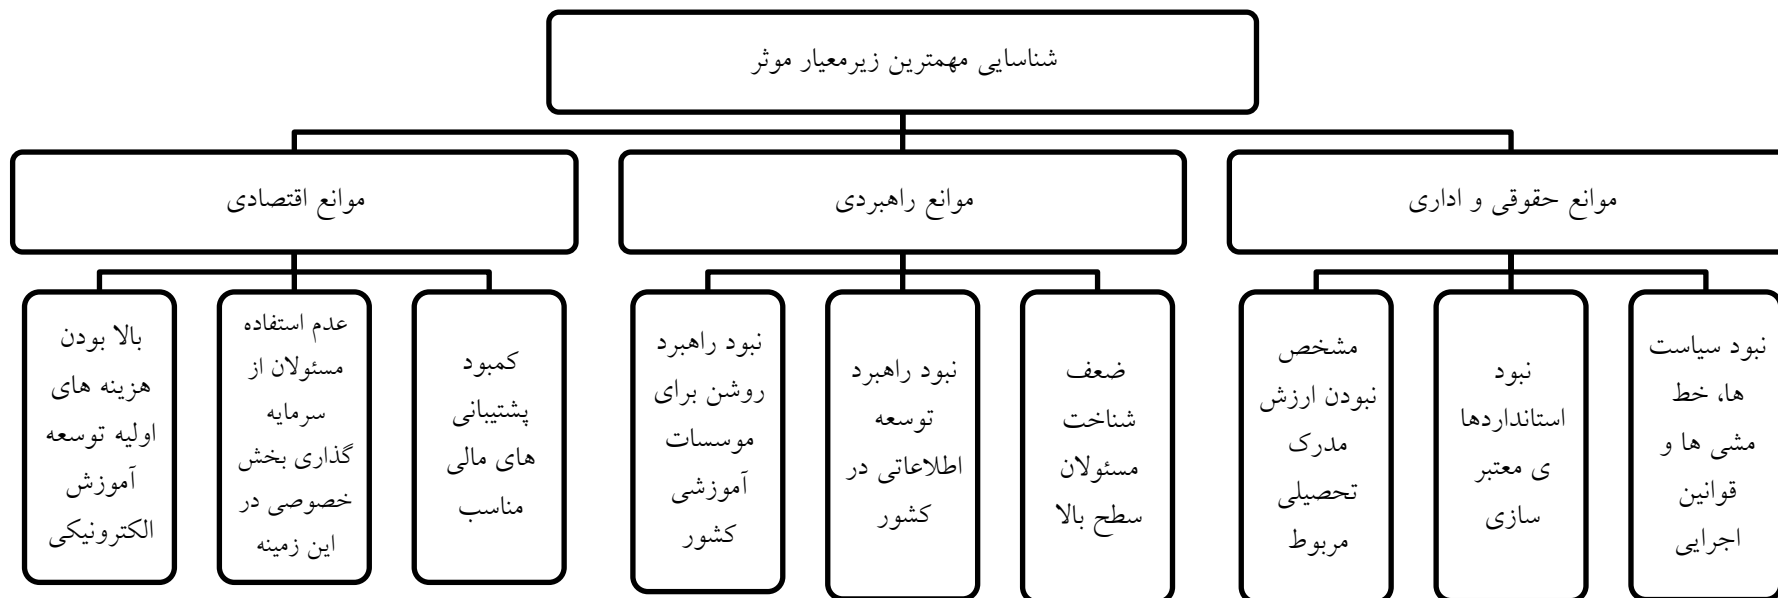 شناسایی مهمترین زیرمعیار موثر
موانع حقوقی و اداری
موانع راهبردی
موانع اقتصادی
نبود سیاست
ها، خط
مشی ها و
قوانین
اجرایی
نبود
استانداردها
ی معتبر
سازی
مشخص
نبودن ارزش
مدرک
تحصیلی
مربوط
ضعف
شناخت
مسئولان
سطح بالا
نبود راهبرد
توسعه
اطلاعاتی در
کشور
نبود راهبرد
روشن برای
موسسات
آموزشی
کشور
کمبود
پشتیبانی
های مالی
مناسب
عدم استفاده
مسئولان از
سرمایه
گذاری بخش
خصوصی در
این زمینه
بالا بودن
هزینه های
اولیه توسعه
آموزش
الکترونیکی